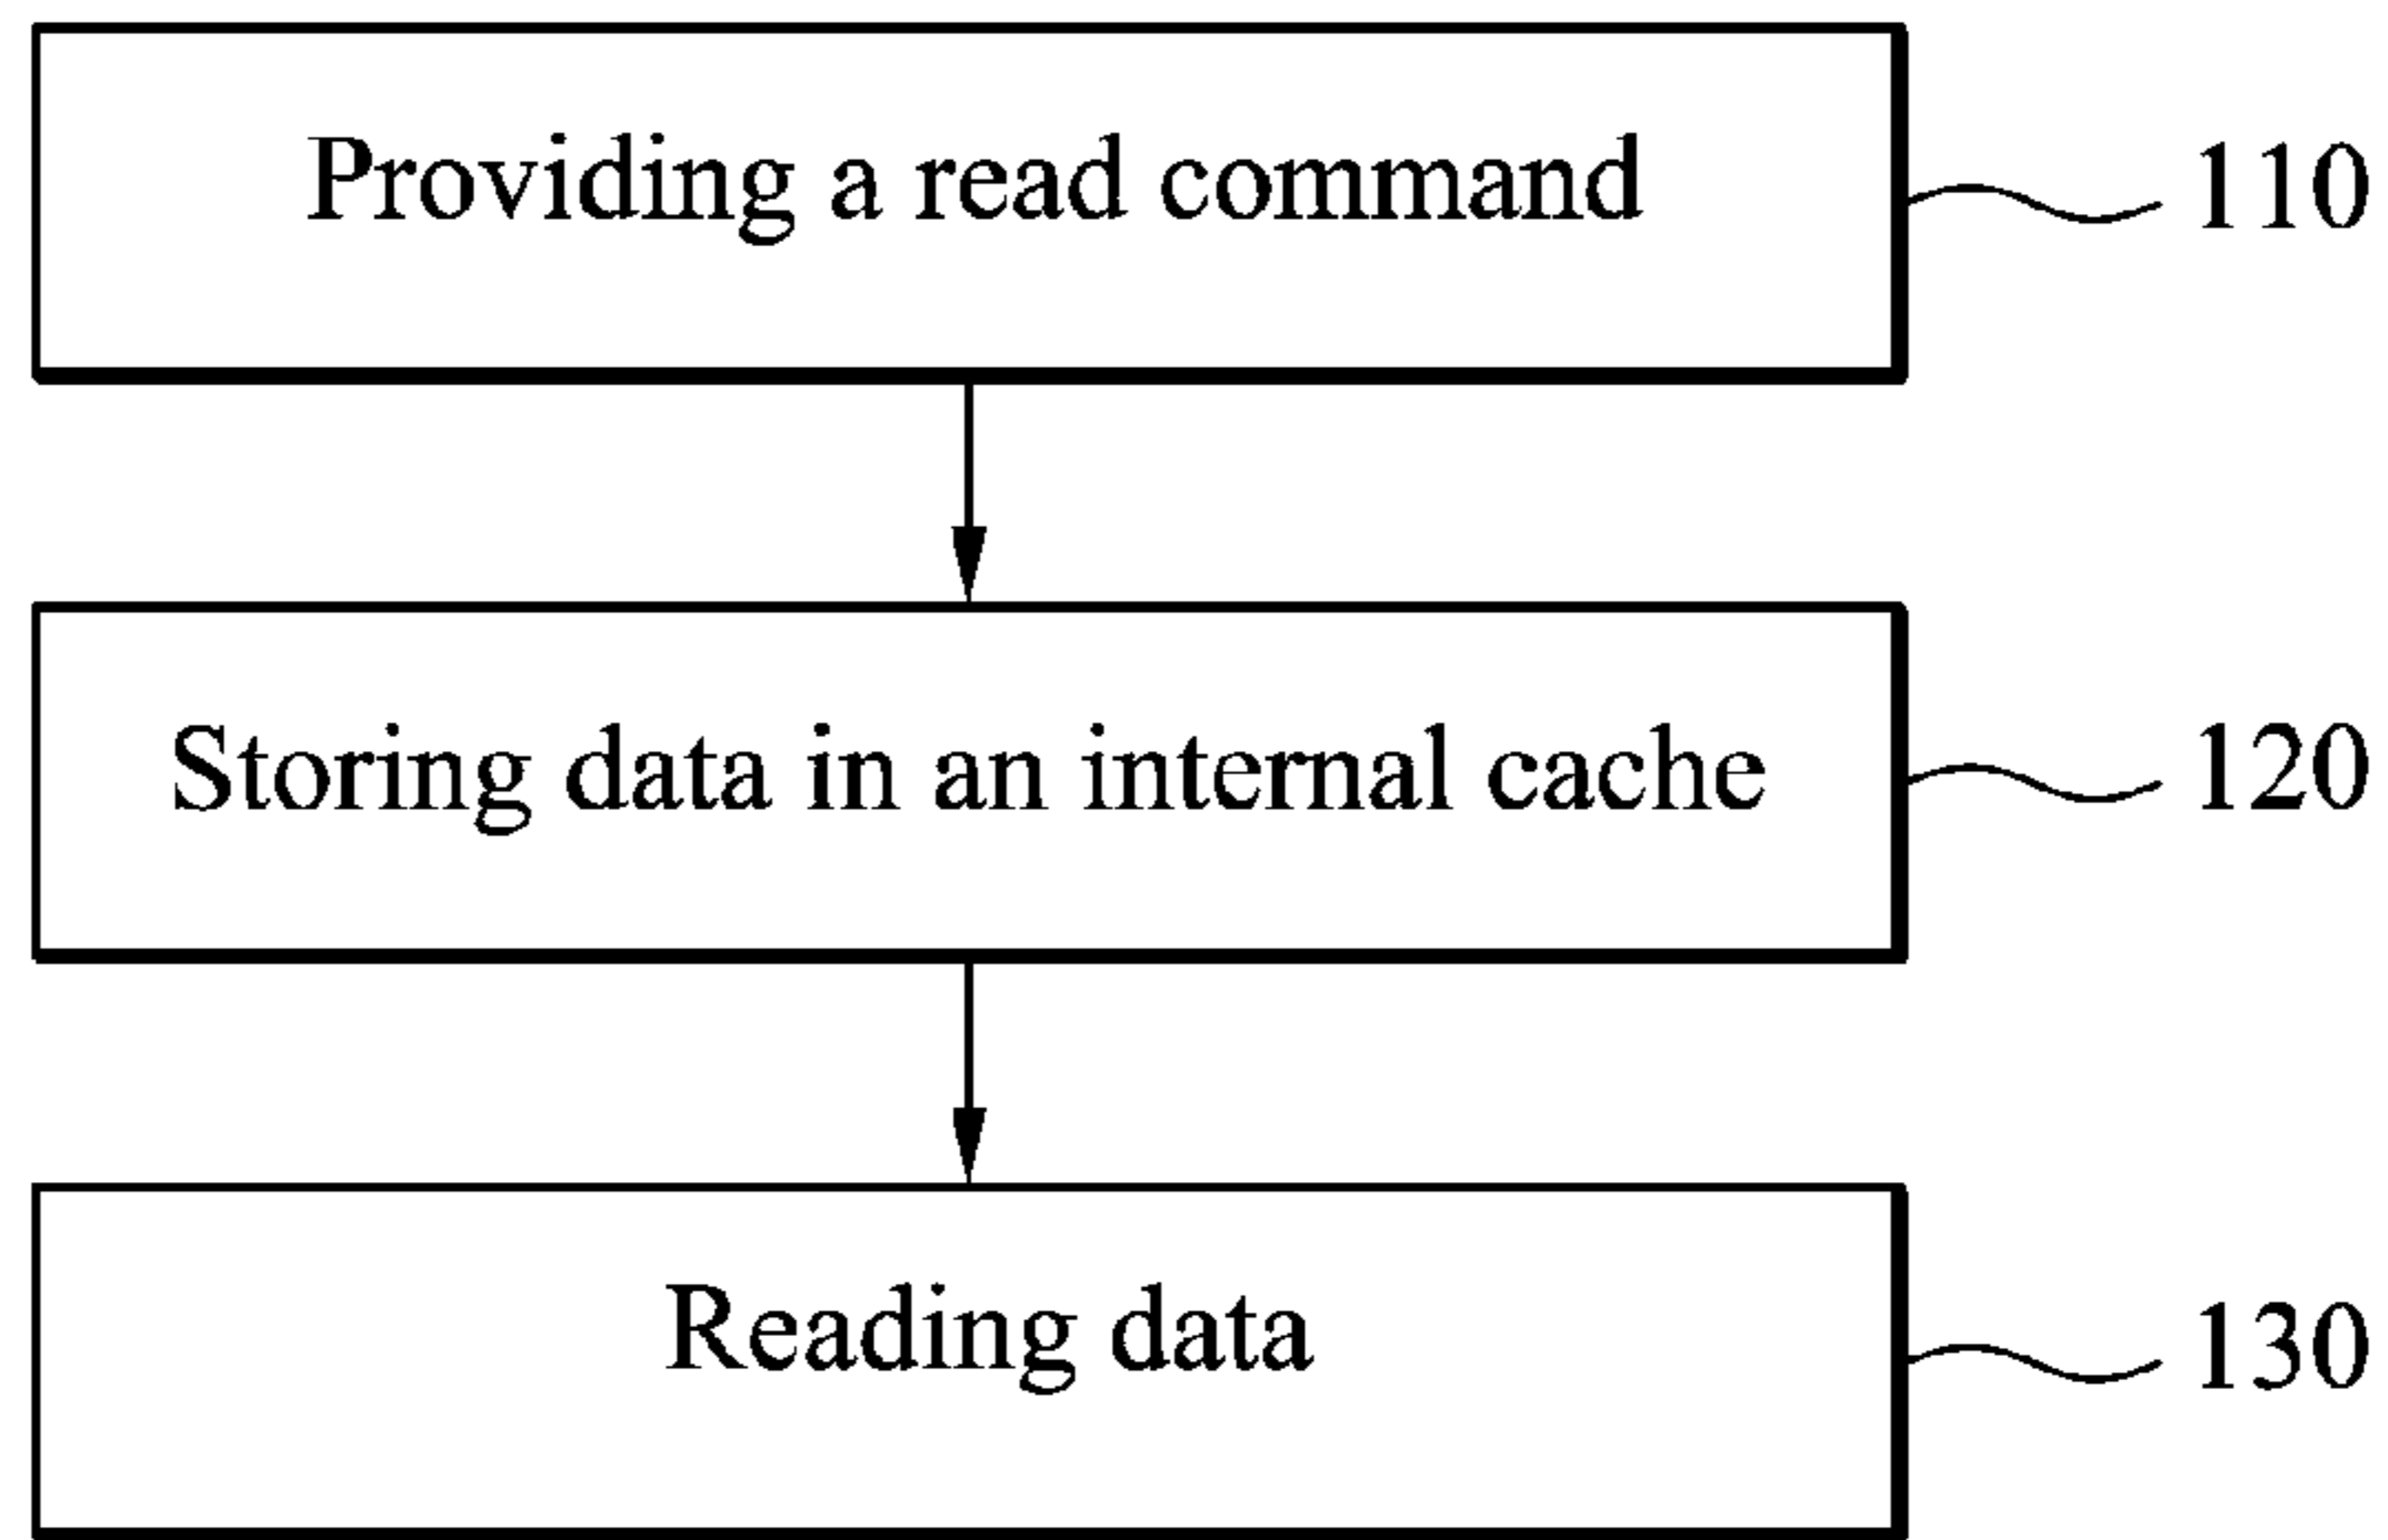 Providing a read command 110
Storing data in an internal cache 120
Reading data 130